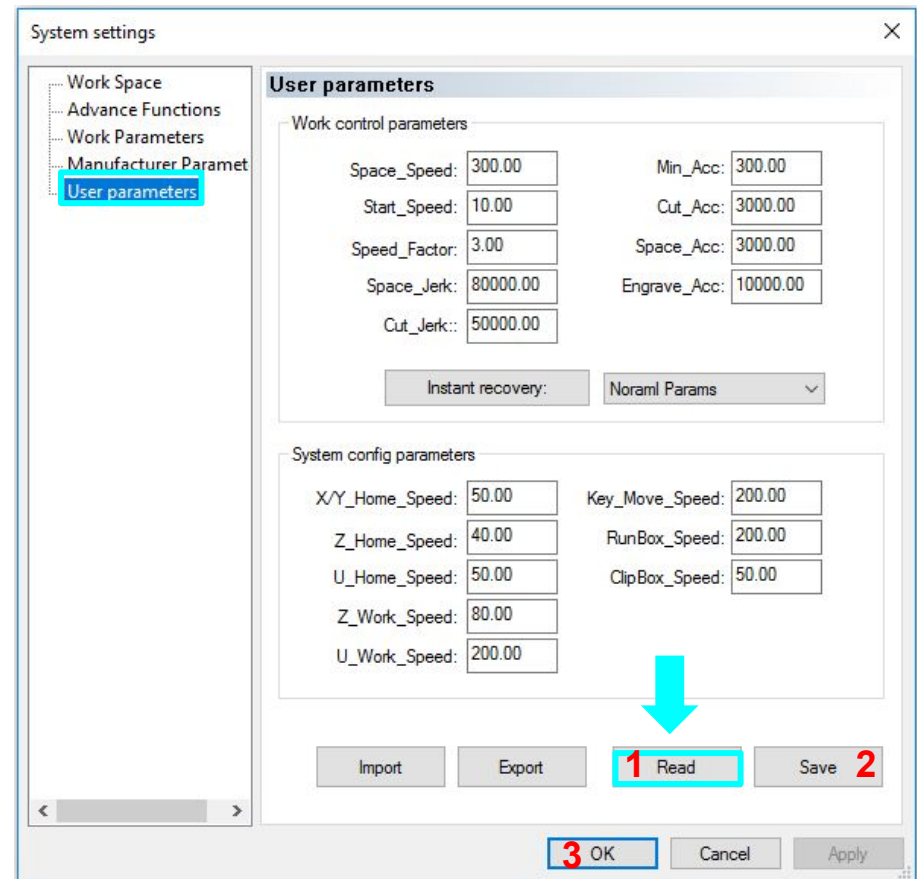 System settings
Work Space
Advance Functions
Work Parameters
Manufacturer Paramet
User parameters
User parameters
Work control parameters
Space_Speed: 300.00 Min_Acc: 300.00
Start_Speed: 10.00 Cut_Acc: 3000.00
Speed_Factor: 3.00 Space_Acc: 3000.00
Space_Jerk: 80000.00 Engrave_Acc: 10000.00
Cut_Jerk:: 50000.00
Instant recovery: Noraml Params
System config parameters
X/Y_Home_Speed: 50.00 Key_Move_Speed: 200.00
Z_Home_Speed: 40.00 RunBox_Speed: 200.00
U_Home_Speed: 50.00 ClipBox_Speed: 50.00
Z_Work_Speed: 80.00
U_Work_Speed: 200.00
Import Export 1 Read Save 2
3 OK Cancel Apply